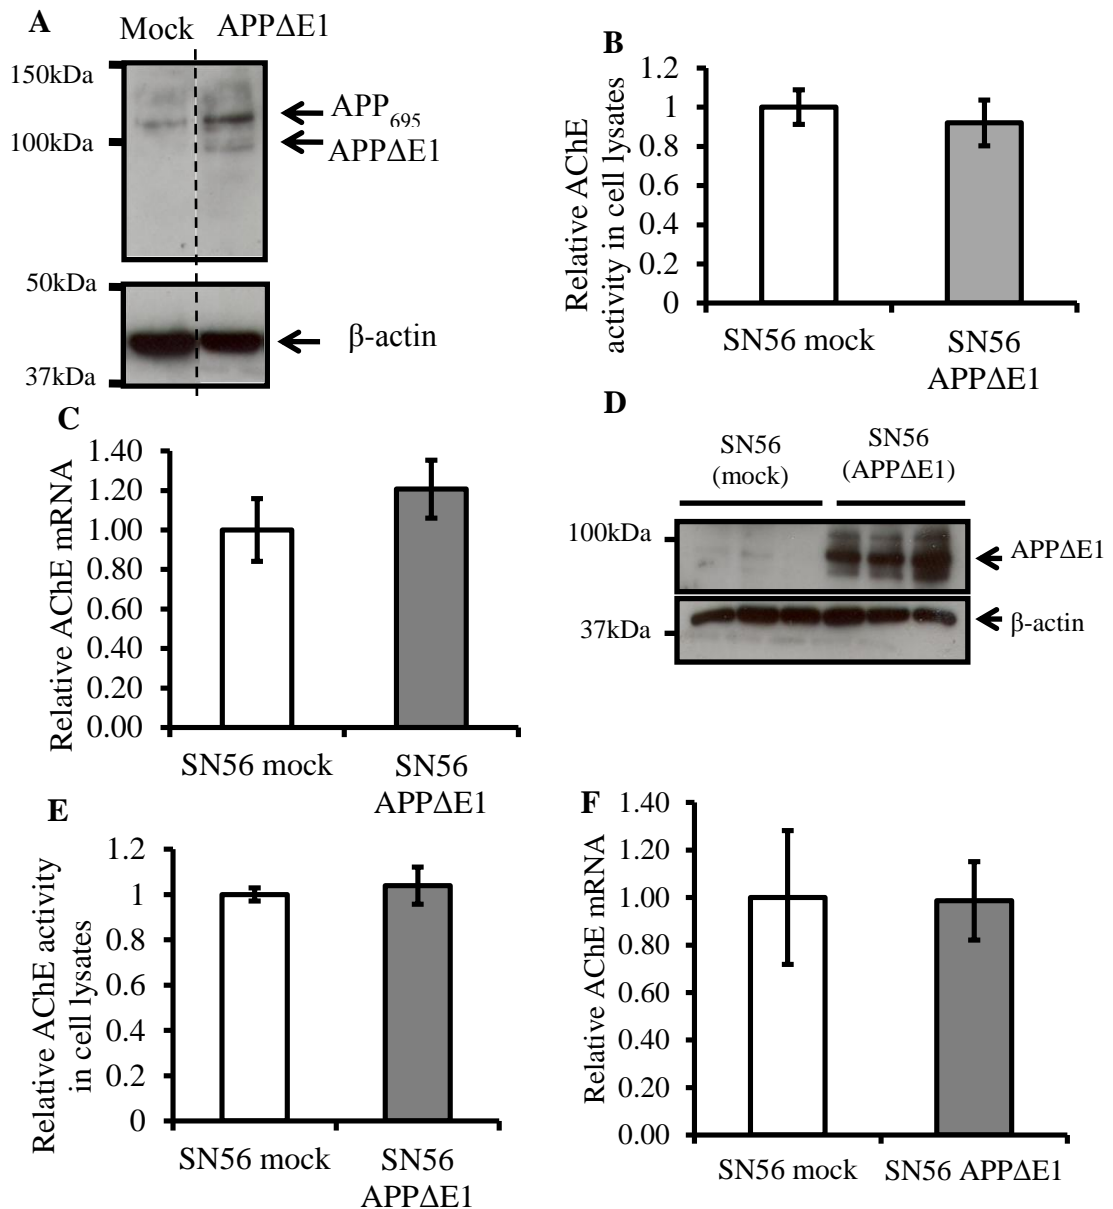 A
Mock APPΔE1
150kDa
APP695
100kDa
APPΔE1
50kDa
β-actin
37kDa
B
Relative AChE
activity in cell lysates
1.2
1
0.8
0.6
0.4
0.2
0
SN56 mock
SN56
APPΔE1
C
Relative AChE mRNA
1.40
1.20
1.00
0.80
0.60
0.40
0.20
0.00
SN56 mock
SN56
APPΔE1
D
SN56
(mock)
SN56
(APPΔE1)
100kDa
APPΔE1
β-actin
37kDa
E
Relative AChE activity
in cell lysates
1.2
1
0.8
0.6
0.4
0.2
0
SN56 mock
SN56
APPΔE1
F
Relative AChE mRNA
1.40
1.20
1.00
0.80
0.60
0.40
0.20
0.00
SN56 mock
SN56 APPΔE1